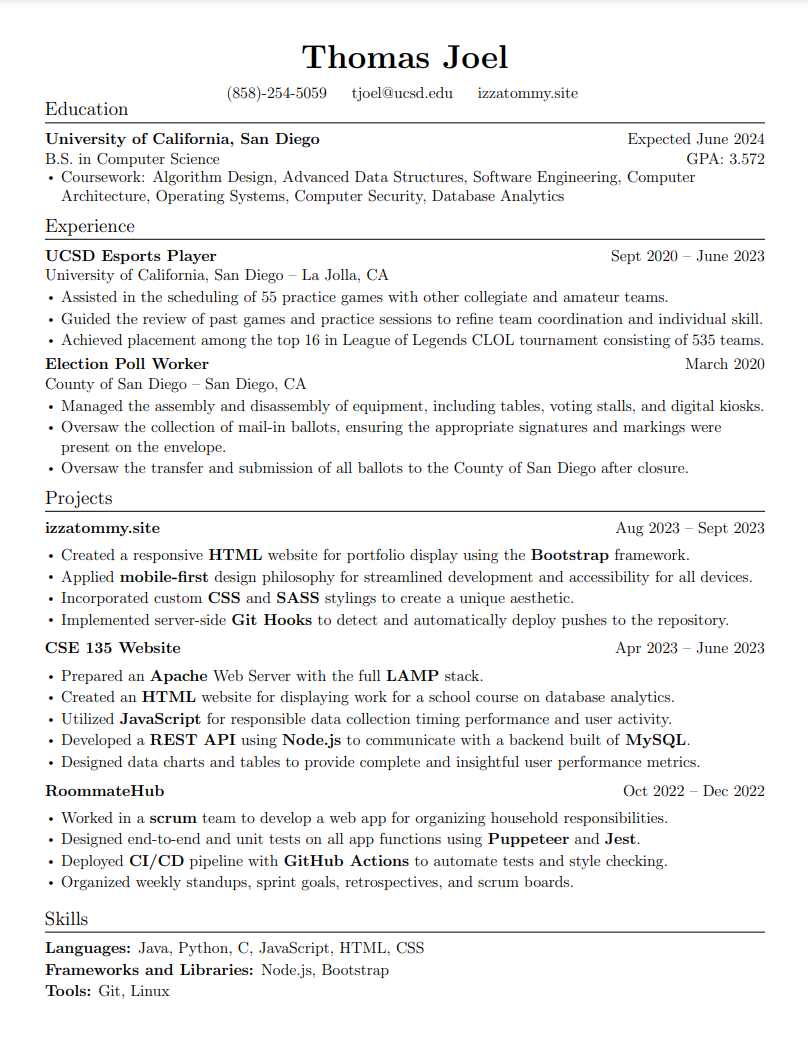 Thomas Joel
(858)-254-5059 tjoel@ucsd.edu izzatommy.site
Education
University of California, San Diego Expected June 2024
B.S. in Computer Science GPA: 3.572
• Coursework: Algorithm Design, Advanced Data Structures, Software Engineering, Computer
Architecture, Operating Systems, Computer Security, Database Analytics
Experience
UCSD Esports Player Sept 2020 – June 2023
University of California, San Diego – La Jolla, CA
• Assisted in the scheduling of 55 practice games with other collegiate and amateur teams.
• Guided the review of past games and practice sessions to refine team coordination and individual skill.
• Achieved placement among the top 16 in League of Legends CLOL tournament consisting of 535 teams.
Election Poll Worker March 2020
County of San Diego – San Diego, CA
• Managed the assembly and disassembly of equipment, including tables, voting stalls, and digital kiosks.
• Oversaw the collection of mail-in ballots, ensuring the appropriate signatures and markings were
present on the envelope.
• Oversaw the transfer and submission of all ballots to the County of San Diego after closure.
Projects
izzatommy.site Aug 2023 – Sept 2023
• Created a responsive HTML website for portfolio display using the Bootstrap framework.
• Applied mobile-first design philosophy for streamlined development and accessibility for all devices.
• Incorporated custom CSS and SASS stylings to create a unique aesthetic.
• Implemented server-side Git Hooks to detect and automatically deploy pushes to the repository.
CSE 135 Website Apr 2023 – June 2023
• Prepared an Apache Web Server with the full LAMP stack.
• Created an HTML website for displaying work for a school course on database analytics.
• Utilized JavaScript for responsible data collection timing performance and user activity.
• Developed a REST API using Node.js to communicate with a backend built of MySQL.
• Designed data charts and tables to provide complete and insightful user performance metrics.
RoommateHub Oct 2022 – Dec 2022
• Worked in a scrum team to develop a web app for organizing household responsibilities.
• Designed end-to-end and unit tests on all app functions using Puppeteer and Jest.
• Deployed CI/CD pipeline with GitHub Actions to automate tests and style checking.
• Organized weekly standups, sprint goals, retrospectives, and scrum boards.
Skills
Languages: Java, Python, C, JavaScript, HTML, CSS
Frameworks and Libraries: Node.js, Bootstrap
Tools: Git, Linux